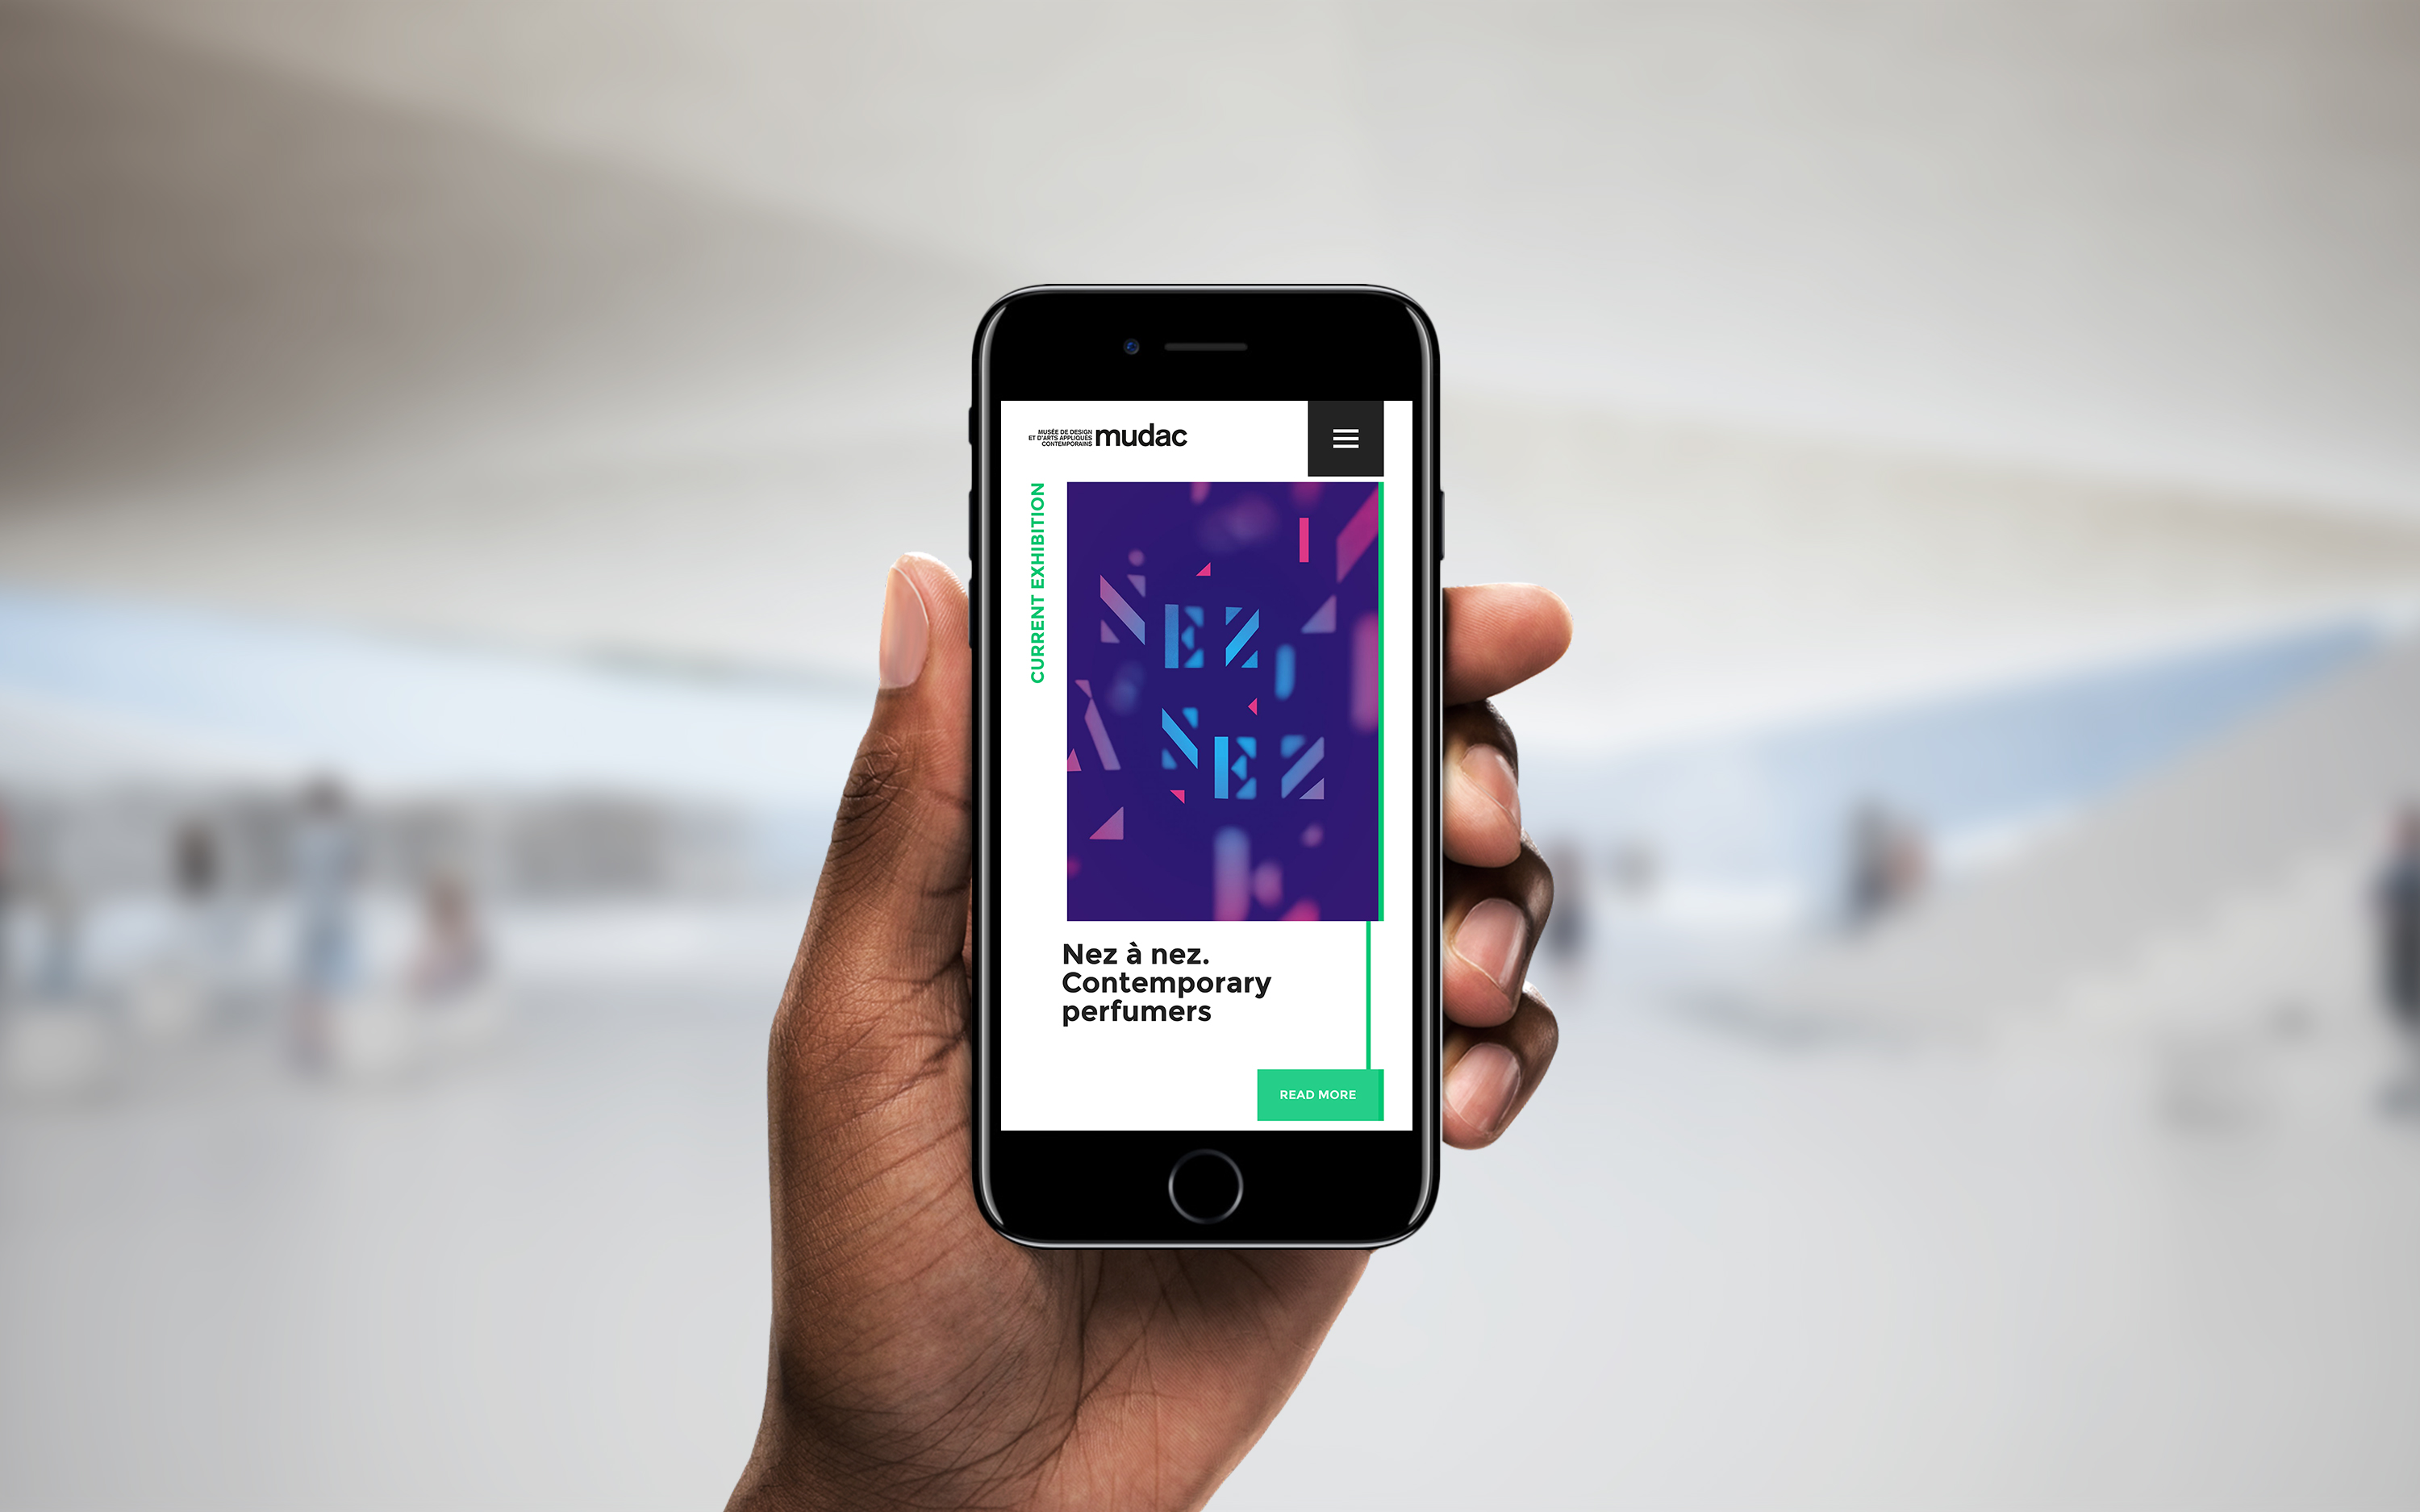 MUSÉE DE DESIGN
ET D'ARTS APPLIQUÉS
CONTEMPORAINS
mudac
CURRENT EXHIBITION
NEZ
À NEZ
Nez à nez.
Contemporary
perfumers
READ MORE